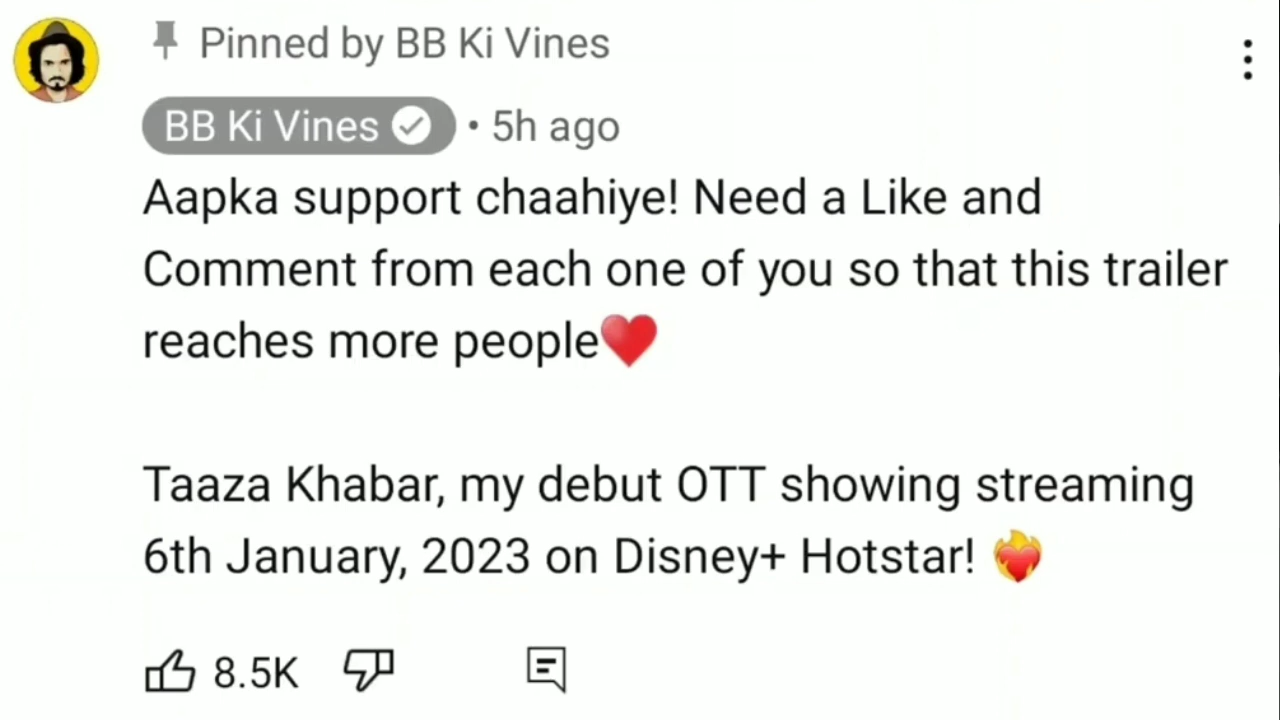 Pinned by BB Ki Vines
BB Ki Vines • 5h ago
Aapka support chaahiye! Need a Like and
Comment from each one of you so that this trailer
reaches more people❤️
Taaza Khabar, my debut OTT showing streaming
6th January, 2023 on Disney+ Hotstar! ❤️‍🔥
8.5K